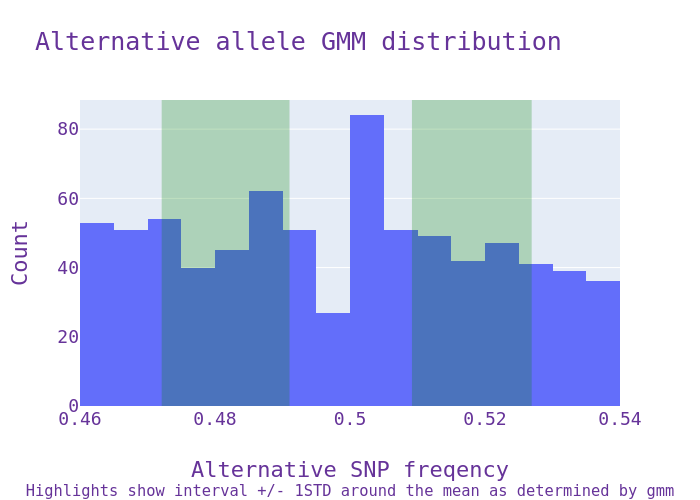 Alternative allele GMM distribution
80
60
40
20
0
Count
0.46 0.48 0.5 0.52 0.54
Alternative SNP freqency
Highlights show interval +/- 1STD around the mean as determined by gmm